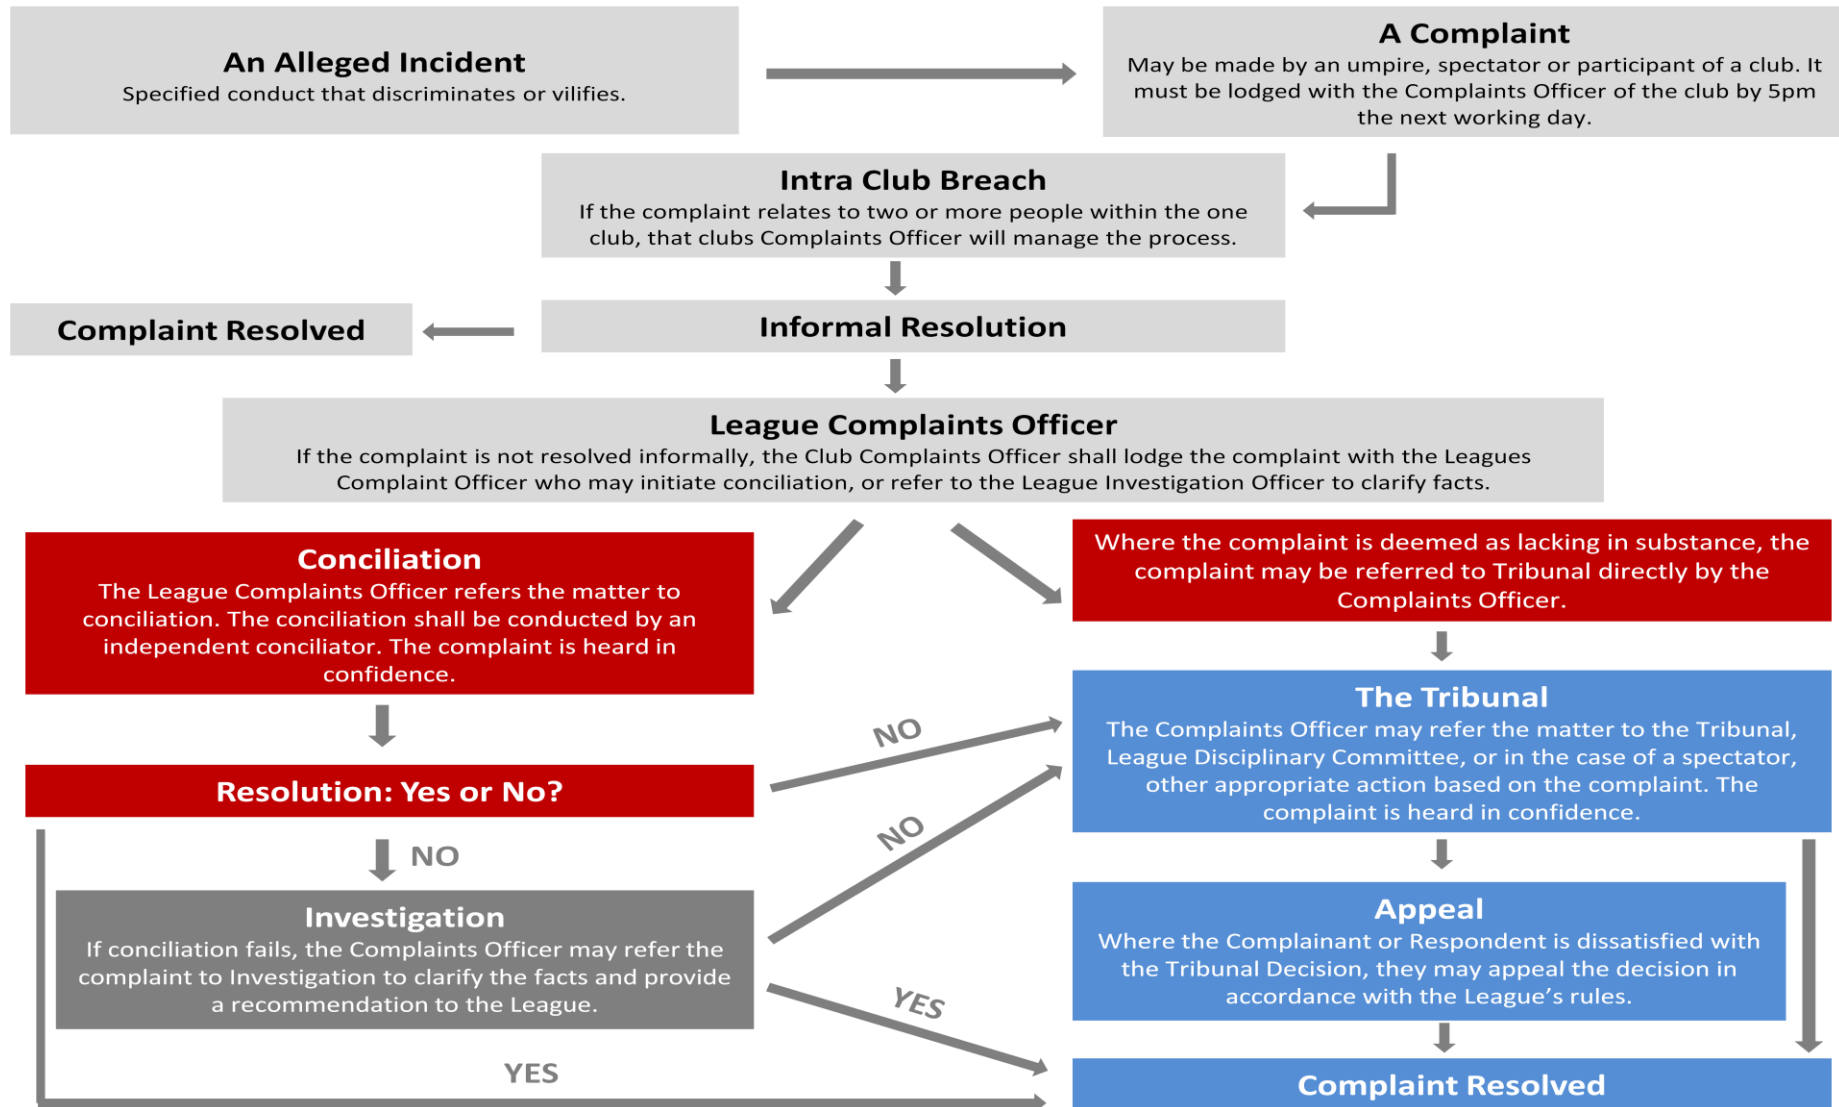 An Alleged Incident
Specified conduct that discriminates or vilifies.
A Complaint
May be made by an umpire, spectator or participant of a club. It
must be lodged with the Complaints Officer of the club by 5pm
the next working day.
Intra Club Breach
If the complaint relates to two or more people within the one
club, that clubs Complaints Officer will manage the process.
Complaint Resolved
Informal Resolution
League Complaints Officer
If the complaint is not resolved informally, the Club Complaints Officer shall lodge the complaint with the Leagues
Complaint Officer who may initiate conciliation, or refer to the League Investigation Officer to clarify facts.
Conciliation
The League Complaints Officer refers the matter to
conciliation. The conciliation shall be conducted by an
independent conciliator. The complaint is heard in
confidence.
Where the complaint is deemed as lacking in substance, the
complaint may be referred to Tribunal directly by the
Complaints Officer.
Resolution: Yes or No?
NO
The Tribunal
The Complaints Officer may refer the matter to the Tribunal,
League Disciplinary Committee, or in the case of a spectator,
other appropriate action based on the complaint. The
complaint is heard in confidence.
NO
NO
Investigation
If conciliation fails, the Complaints Officer may refer the
complaint to Investigation to clarify the facts and provide
a recommendation to the League.
Appeal
Where the Complainant or Respondent is dissatisfied with
the Tribunal Decision, they may appeal the decision in
accordance with the League's rules.
YES
YES
Complaint Resolved